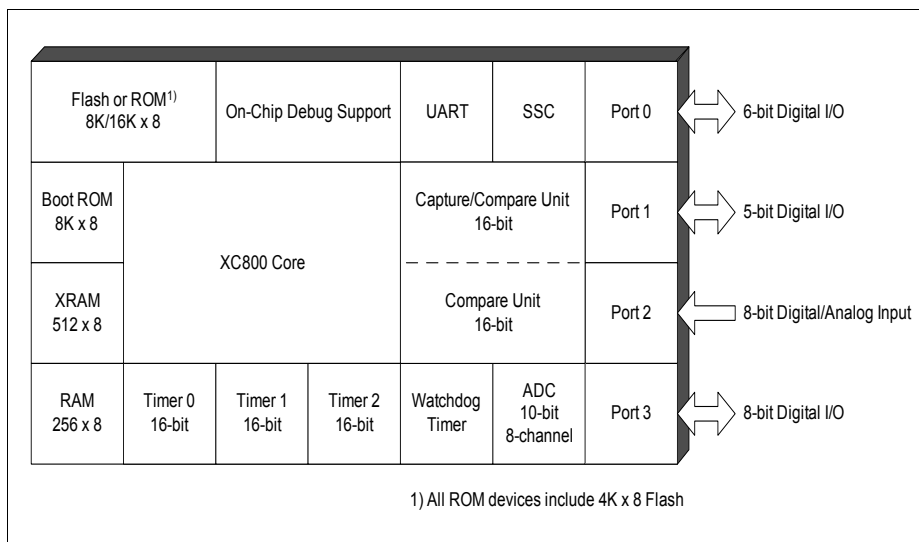 Flash or ROM1)
8K/16K x 8
On-Chip Debug Support
UART
SSC
Port 0
6-bit Digital I/O
Boot ROM
8K x 8
XC800 Core
Capture/Compare Unit
16-bit
Port 1
5-bit Digital I/O
XRAM
512 x 8
Compare Unit
16-bit
Port 2
8-bit Digital/Analog Input
RAM
256 x 8
Timer 0
16-bit
Timer 1
16-bit
Timer 2
16-bit
Watchdog
Timer
ADC
10-bit
8-channel
Port 3
8-bit Digital I/O
1) All ROM devices include 4K x 8 Flash